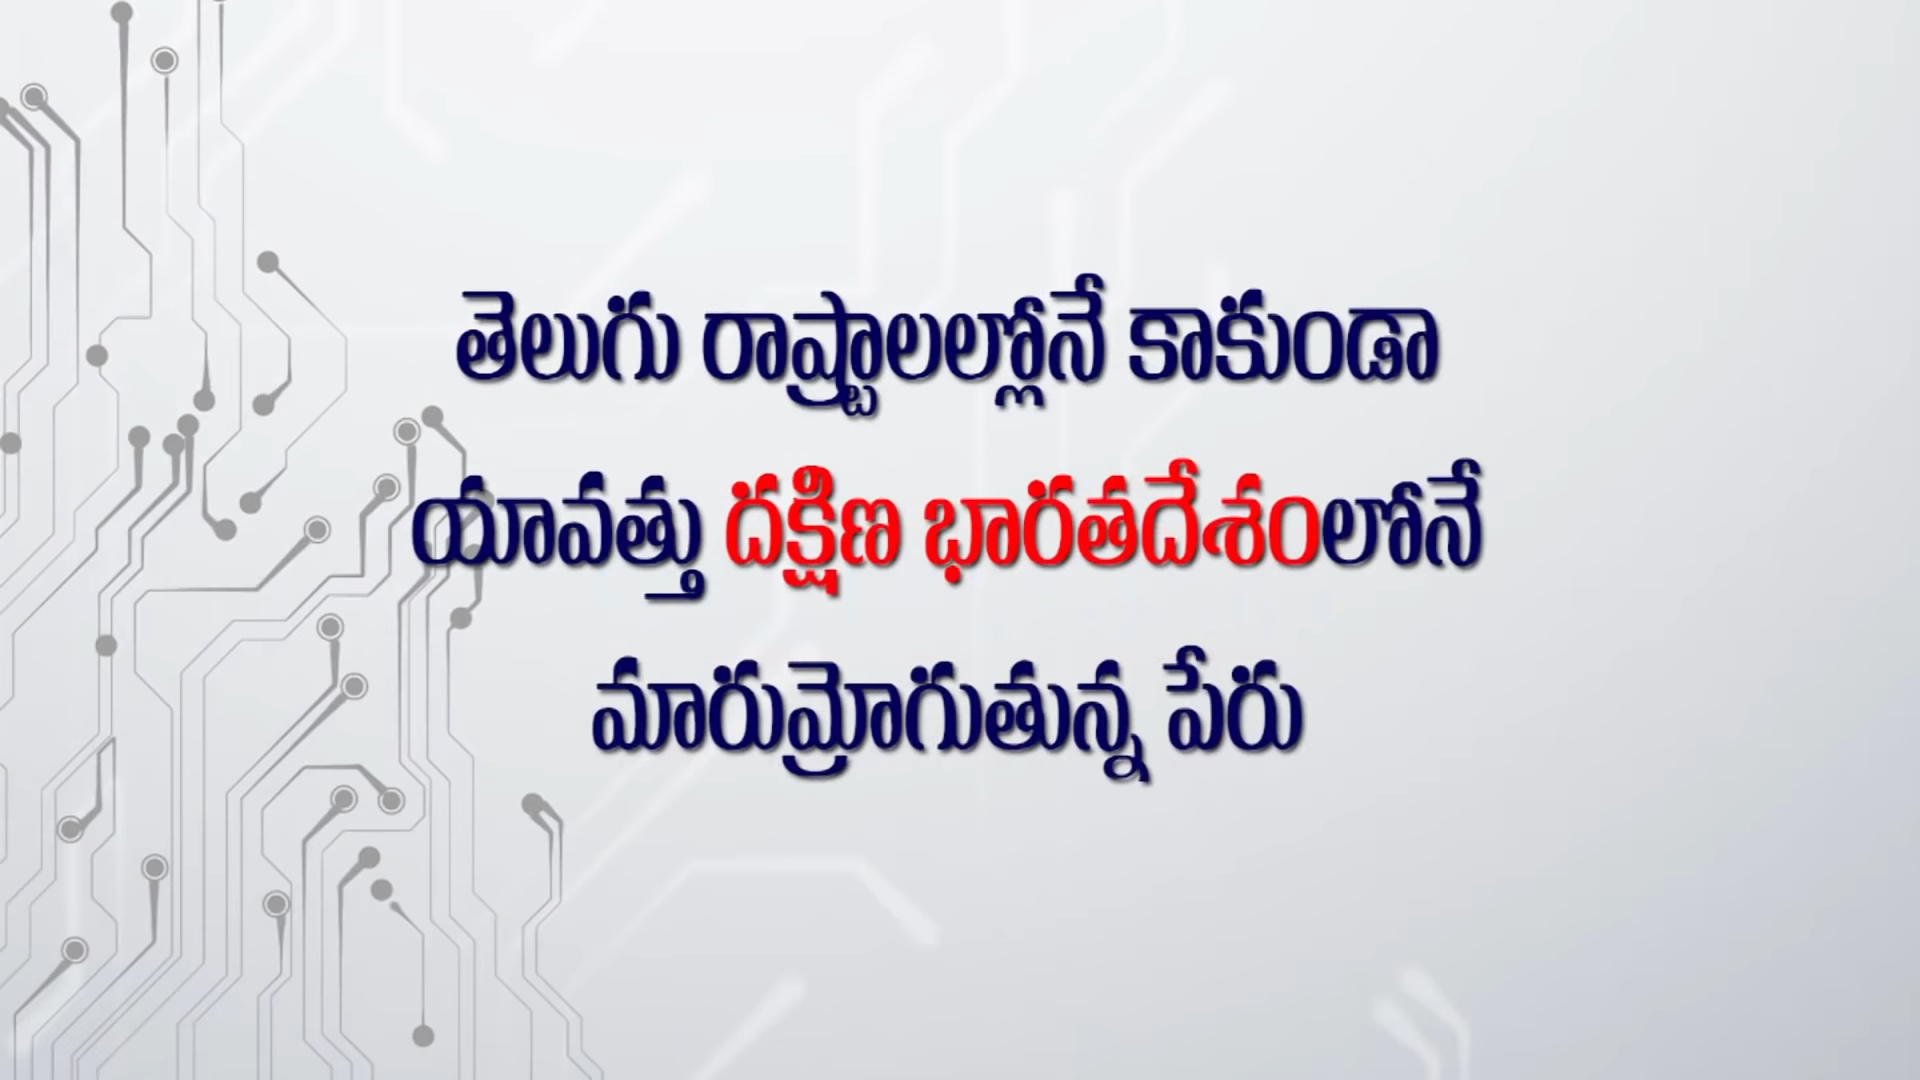 తెలుగు రాష్ట్రాలల్లోనే కాకుండా
యావత్తు దక్షిణ భారతదేశంలోనే
మారుమ్రోగుతున్న పేరు